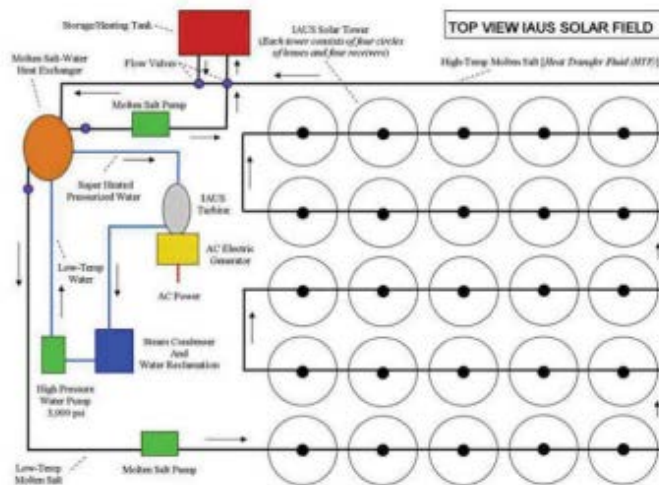 Storage/Heating Tank
IAUS Solar Tower
(Each tower consists of four circles
of lenses and four receivers)
TOP VIEW IAUS SOLAR FIELD
Molten Salt-Water
Heat Exchanger
Flow Valves
High-Temp Molten Salt [Heat Transfer Fluid (HTF)]
Molten Salt Pump
Super Heated
Pressurized Water
IAUS
Turbine
Low-Temp
Water
AC Electric
Generator
AC Power
Steam Condenser
And
Water Reclamation
High Pressure
Water Pump
3,000 psi
Low-Temp
Molten Salt
Molten Salt Pump